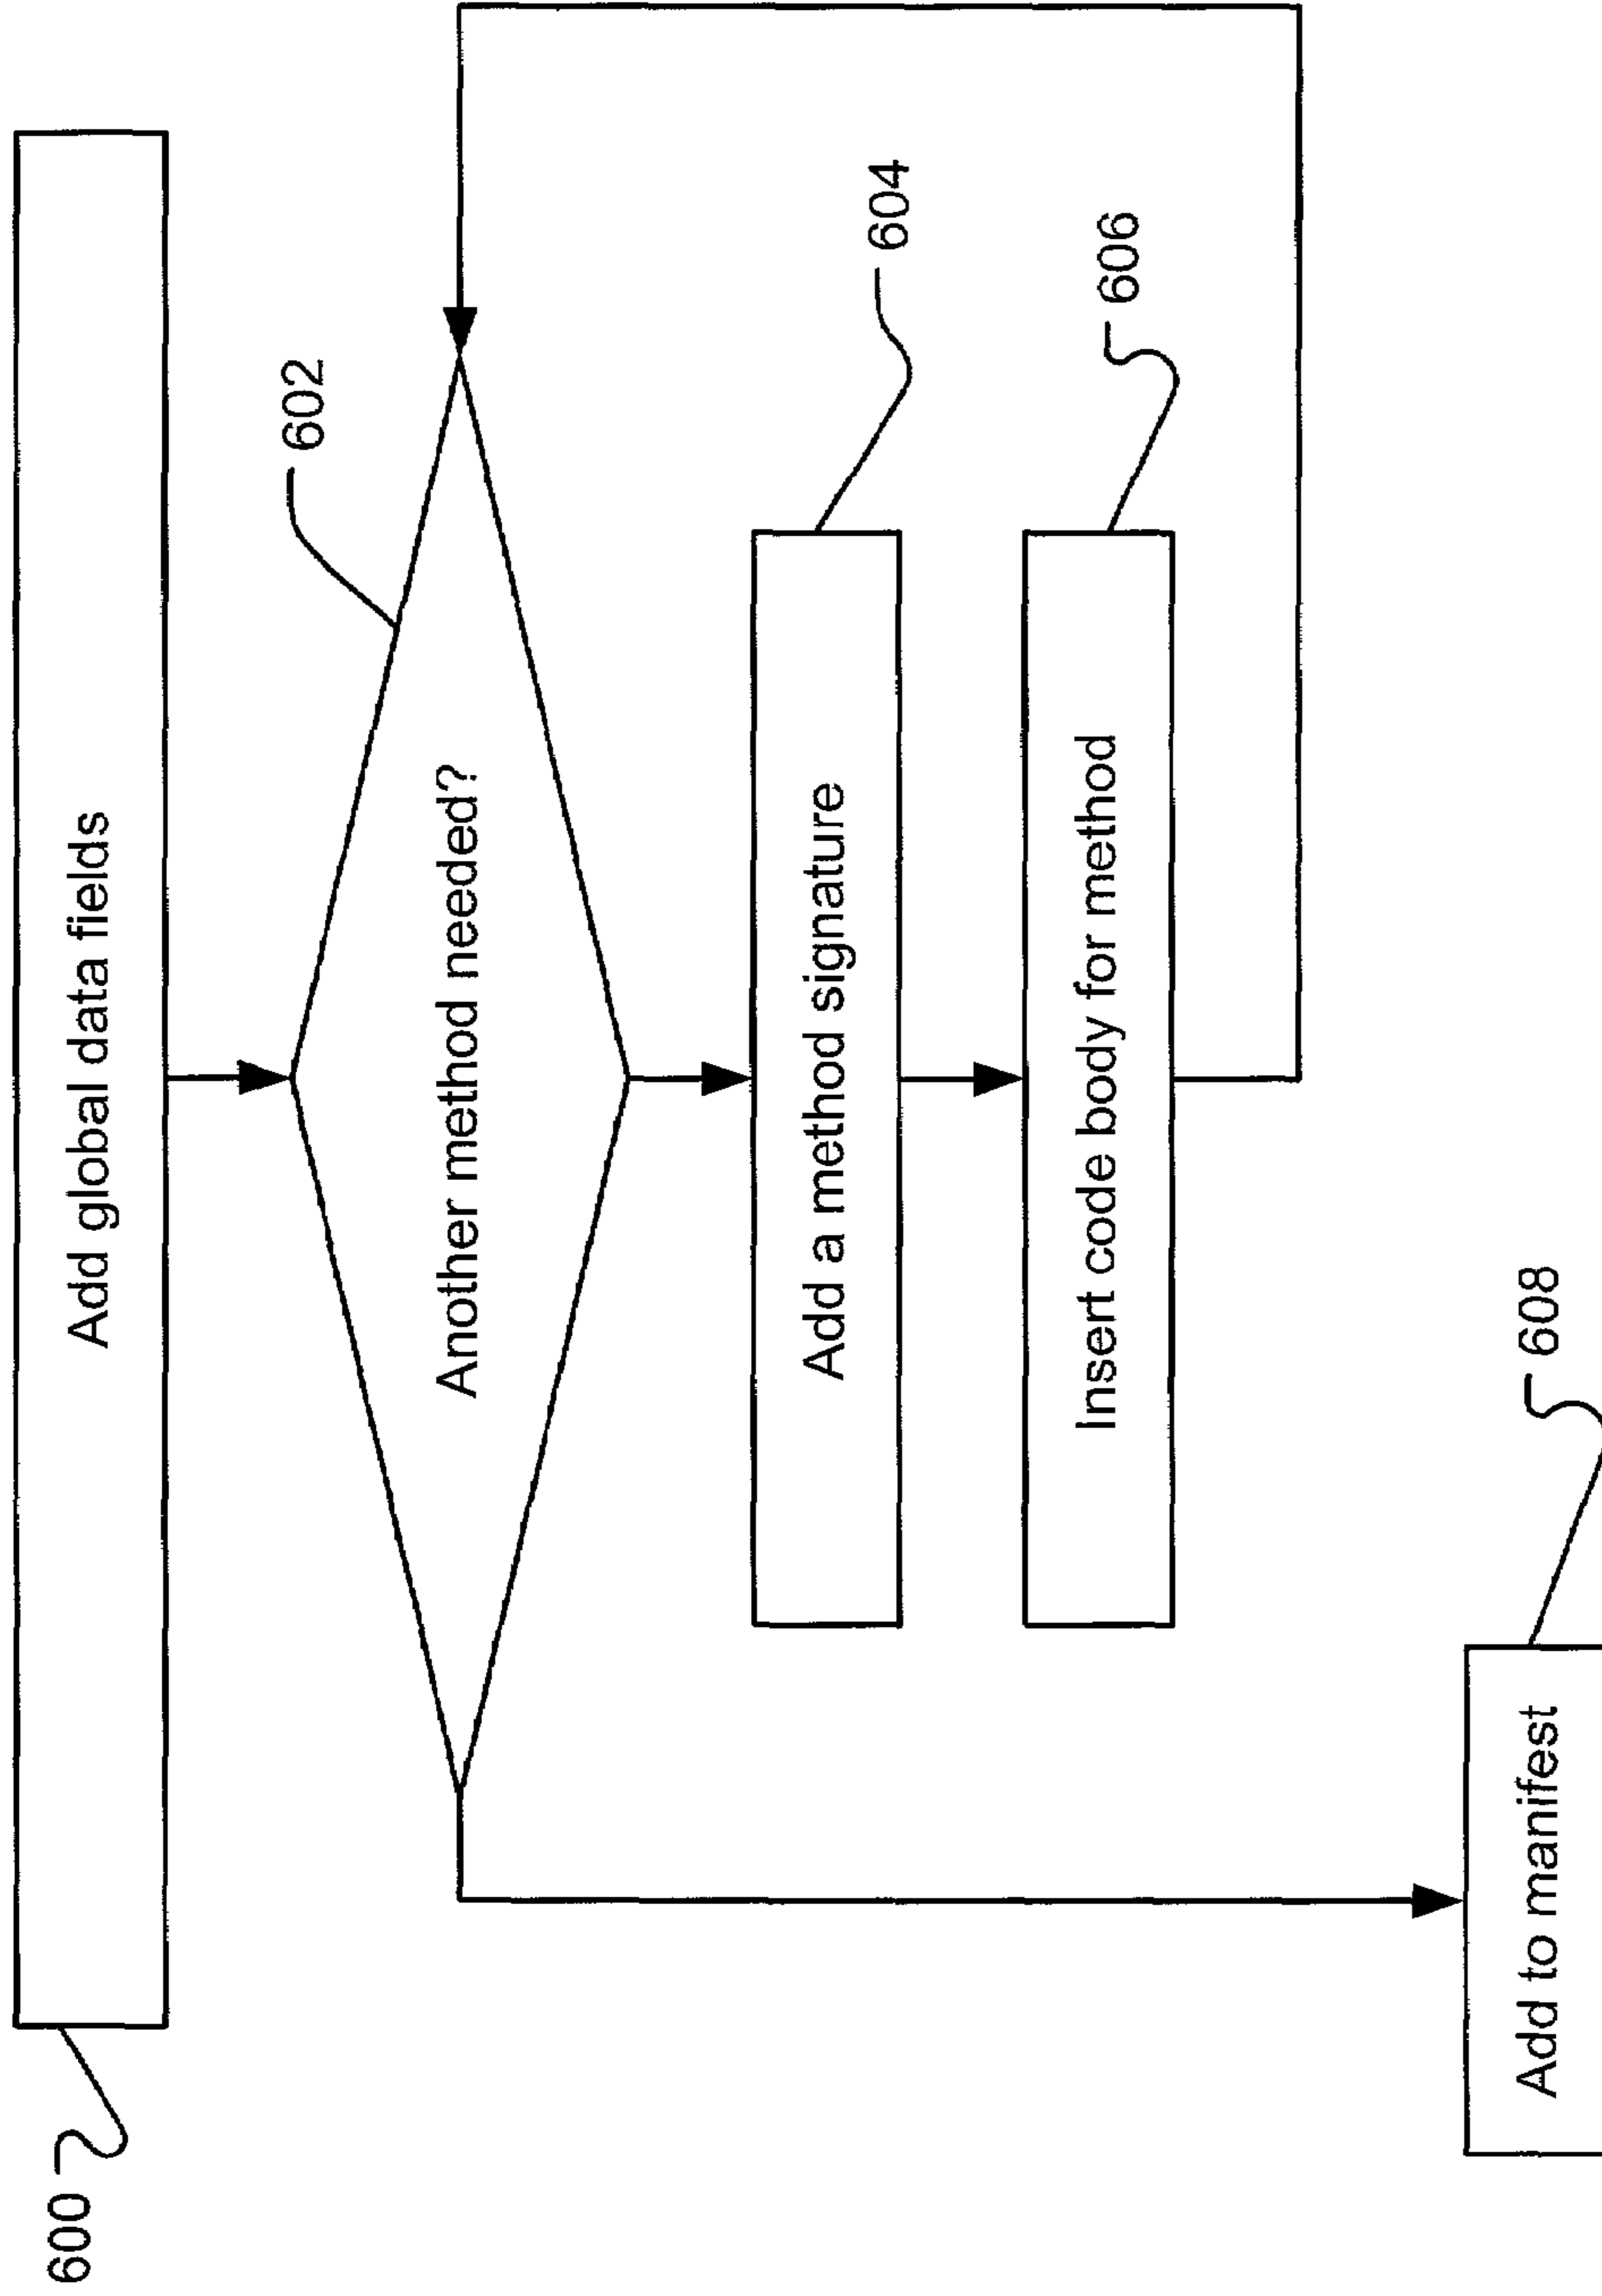 600
Add global data fields
602
Another method needed?
604
Add a method signature
606
Insert code body for method
608
Add to manifest